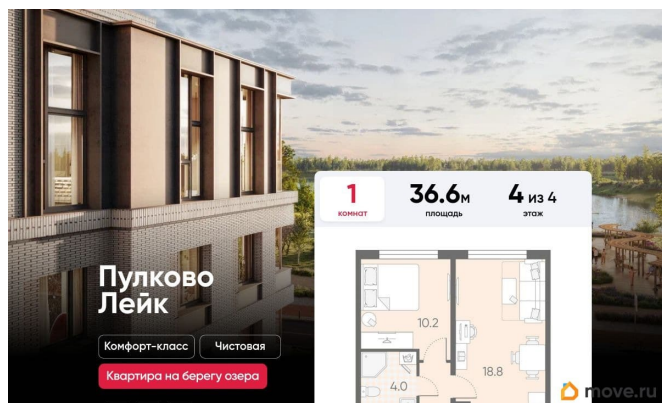 1
комнат
36.6м
площадь
4 из 4
этаж
Пулково
Лейк
Комфорт-класс
Чистовая
Квартира на берегу озера
10.2
18.8
4.0
move.ru